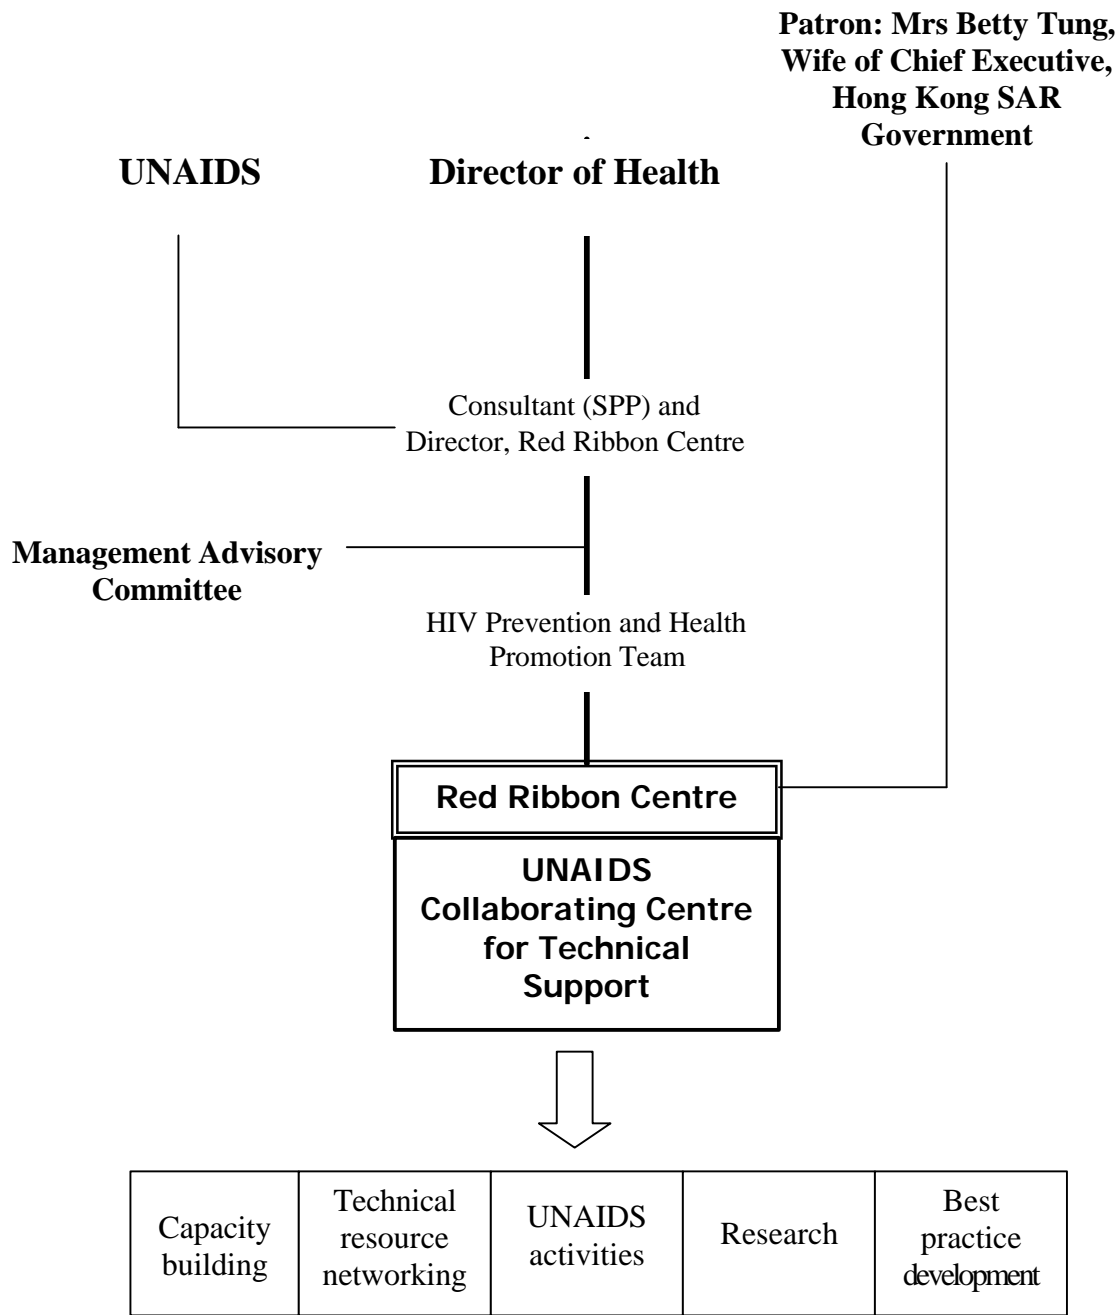 Patron: Mrs Betty Tung,
Wife of Chief Executive,
Hong Kong SAR
Government
UNAIDS
Director of Health
Consultant (SPP) and
Director, Red Ribbon Centre
Management Advisory
Committee
HIV Prevention and Health
Promotion Team
Red Ribbon Centre
UNAIDS
Collaborating Centre
for Technical
Support
Capacity
building
Technical
resource
networking
UNAIDS
activities
Research
Best
practice
development